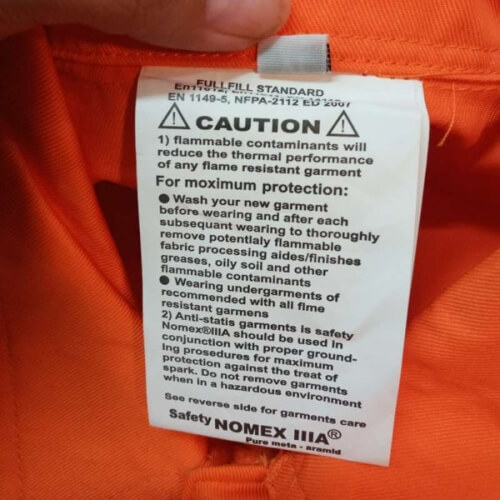 FULLFILL STANDARD
EN 1149-5, NFPA-2112 ED 2007
CAUTION
1) flammable contaminants will
reduce the thermal performance
of any flame resistant garment
For moximum protection:
● Wash your new garment
before wearing and after each
subsequent wearing to thoroughly
remove potentialy flammable
fabric processing aides/finishes
greases, oily soil and other
flammable contaminants
● Wearing undergarments of
recommended with all flme
resistant garmens
2) Anti-statis garments is safety
Nomex®IIIA should be used in
conjunction with proper ground-
ing procedures for maximum
protection against the treat of
spark. Do not remove garments
when in a hazardous environment
See reverse side for garments care
Safety NOMEX IIIA®
Pure meta - aramid